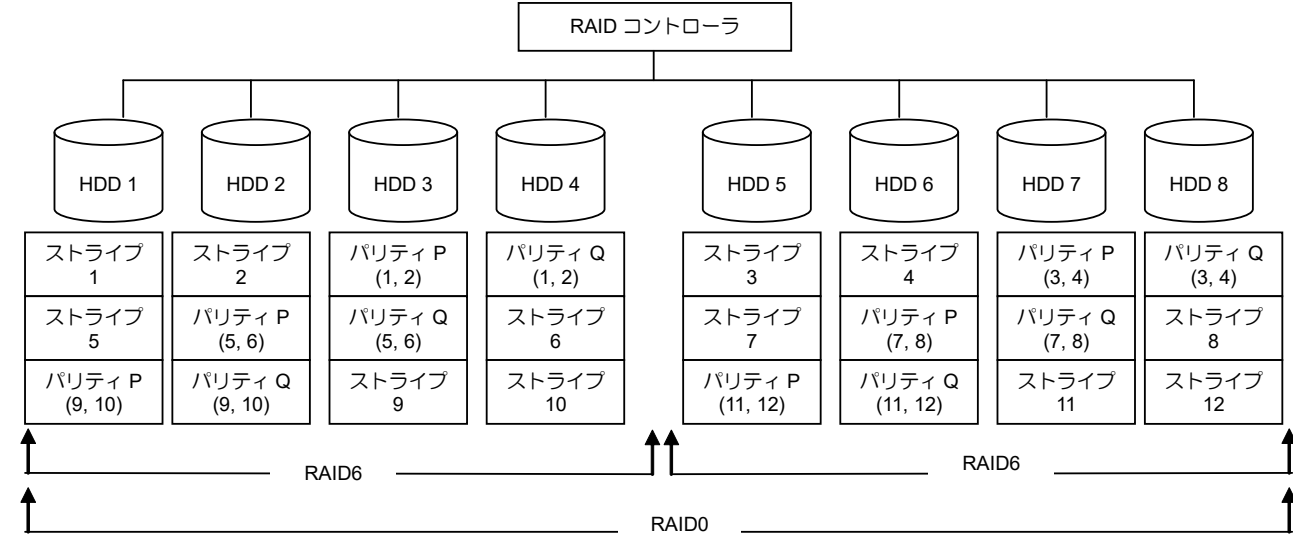 RAID コントローラ
HDD 1
HDD 2
HDD 3
HDD 4
HDD 5
HDD 6
HDD 7
HDD 8
ストライプ
1
ストライプ
2
パリティ P
(1, 2)
パリティ Q
(1, 2)
ストライプ
3
ストライプ
4
パリティ P
(3, 4)
パリティ Q
(3, 4)
ストライプ
5
パリティ P
(5, 6)
パリティ Q
(5, 6)
ストライプ
6
ストライプ
7
パリティ P
(7, 8)
パリティ Q
(7, 8)
ストライプ
8
パリティ P
(9, 10)
パリティ Q
(9, 10)
ストライプ
9
ストライプ
10
パリティ P
(11, 12)
パリティ Q
(11, 12)
ストライプ
11
ストライプ
12
RAID6
RAID6
RAID0